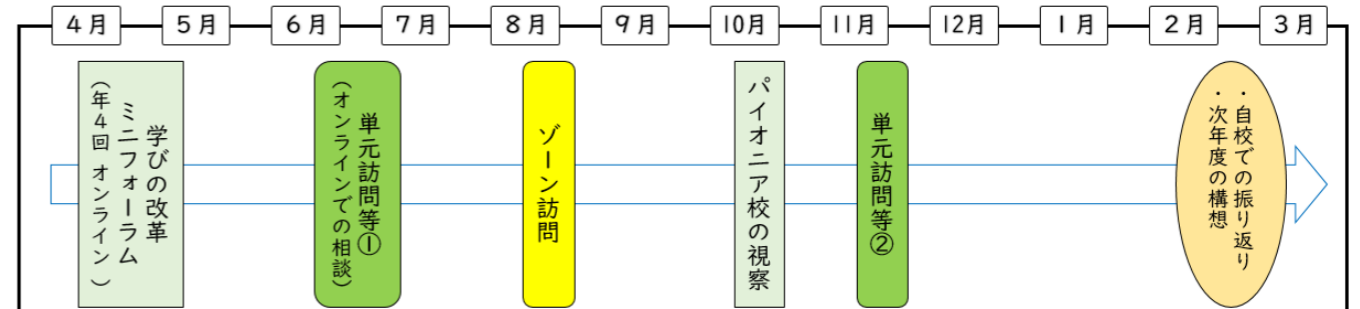 4月
5月
6月
7月
8月
9月
10月
11月
12月
1月
2月
3月
学びの改革
ミニフォーラム
(年4回 オンライン)
単元訪問等①
(オンラインでの相談)
ゾーン訪問
パイオニア校の視察
単元訪問等②
・自校での振り返り
・次年度の構想